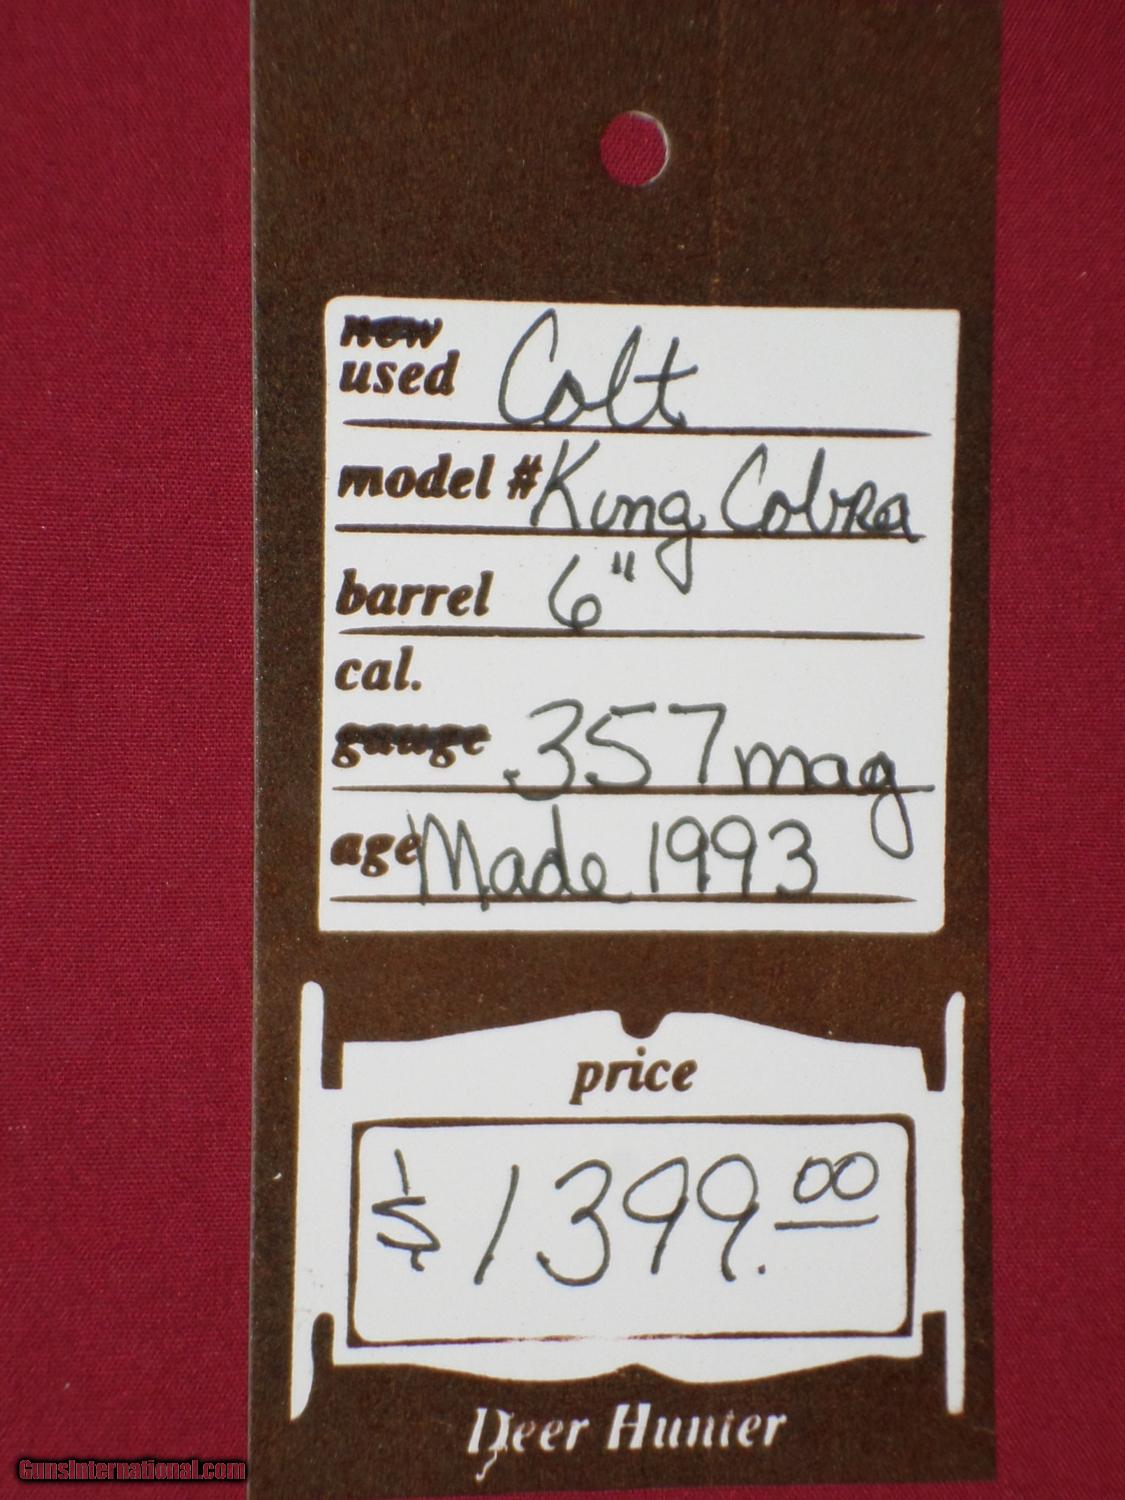 new
used Colt
model # King Cobra
barrel 6"
cal.
gauge .357 mag
age Made 1993
price
$1399.00
Deer Hunter
GunsInternational.com